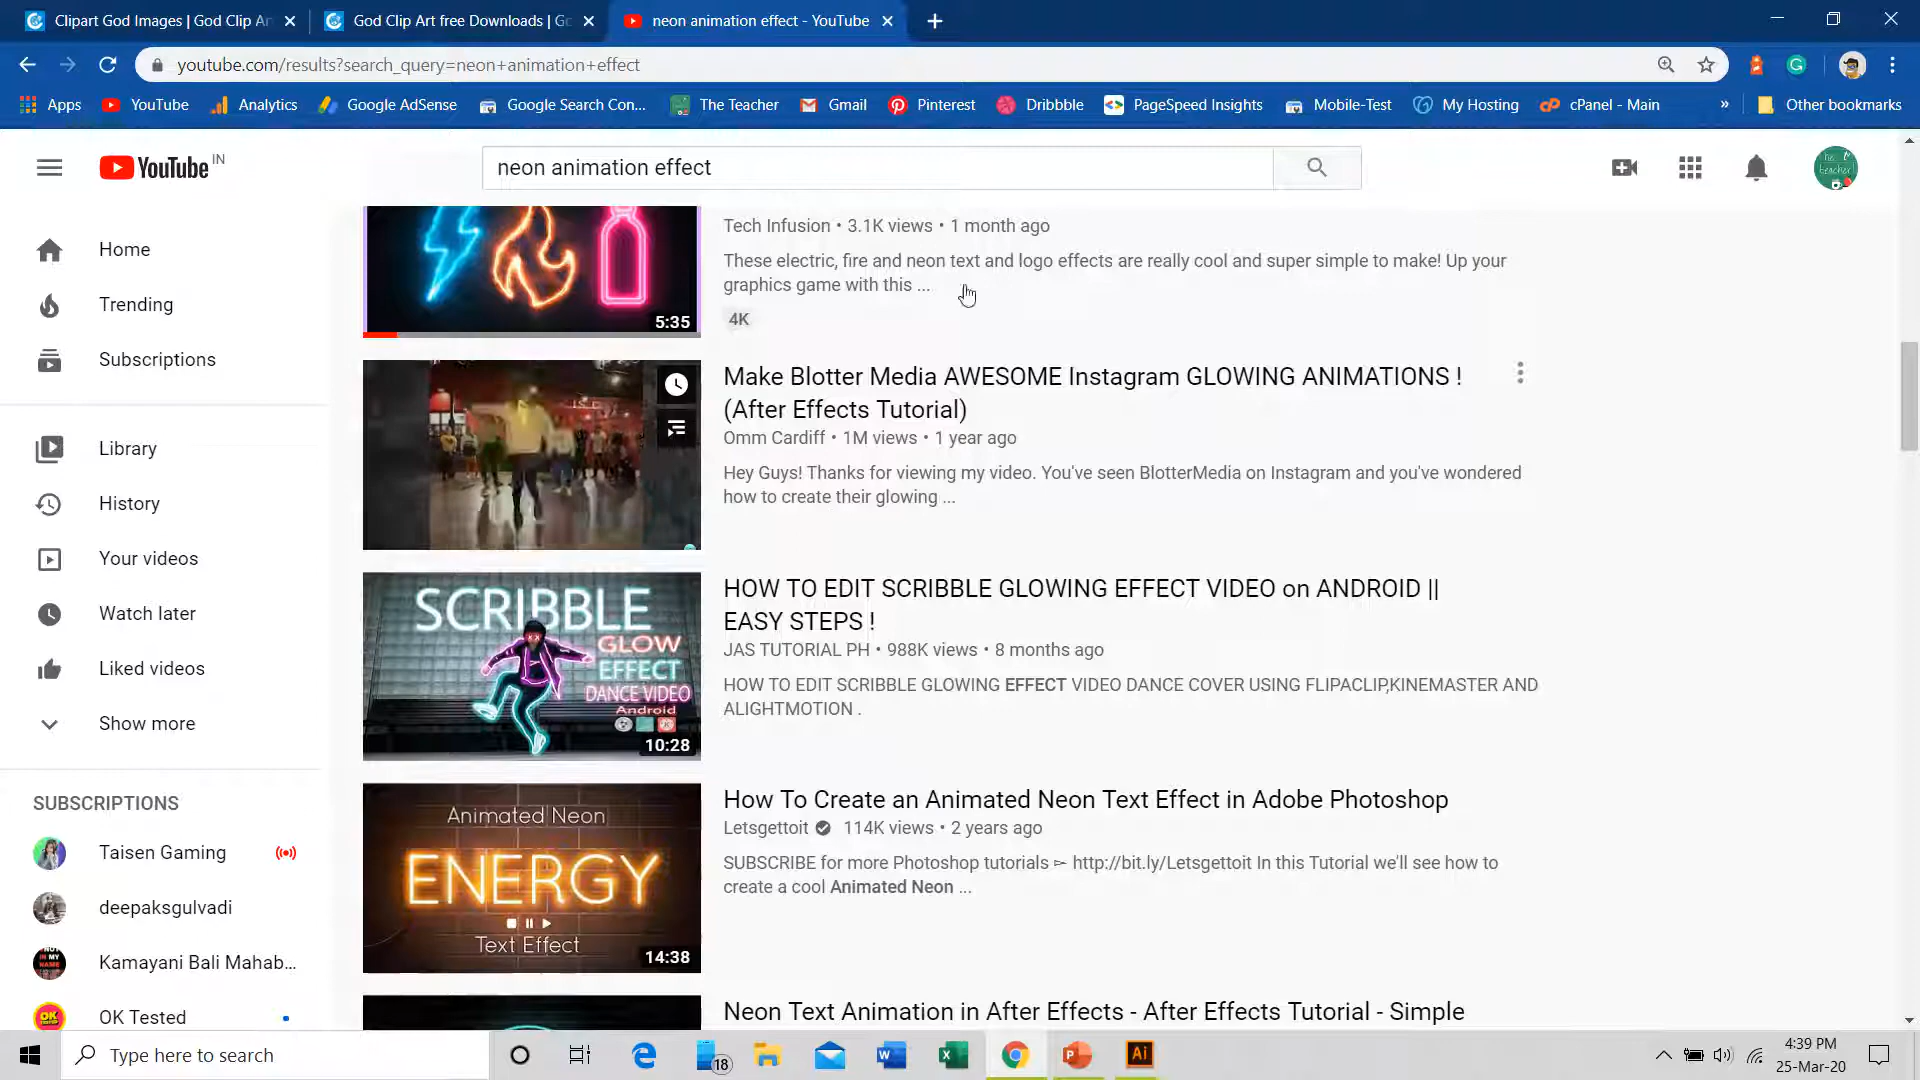 Clipart God Images | God Clip Ar
God Clip Art free Downloads | Go
neon animation effect - YouTube
youtube.com/results?search_query=neon+animation+effect
Apps
YouTube
Analytics
Google AdSense
Google Search Con...
The Teacher
Gmail
Pinterest
Dribbble
PageSpeed Insights
Mobile-Test
My Hosting
cPanel - Main
»
Other bookmarks
YouTube IN
neon animation effect
Home
Trending
Subscriptions
Library
History
Your videos
Watch later
Liked videos
Show more
SUBSCRIPTIONS
Taisen Gaming
deepaksgulvadi
Kamayani Bali Mahab...
OK Tested
5:35
Tech Infusion • 3.1K views • 1 month ago
These electric, fire and neon text and logo effects are really cool and super simple to make! Up your
graphics game with this ...
4K
Make Blotter Media AWESOME Instagram GLOWING ANIMATIONS !
(After Effects Tutorial)
Omm Cardiff • 1M views • 1 year ago
Hey Guys! Thanks for viewing my video. You've seen BlotterMedia on Instagram and you've wondered
how to create their glowing ...
SCRIBBLE
GLOW
EFFECT
DANCE VIDEO
Android
10:28
HOW TO EDIT SCRIBBLE GLOWING EFFECT VIDEO on ANDROID ||
EASY STEPS !
JAS TUTORIAL PH • 988K views • 8 months ago
HOW TO EDIT SCRIBBLE GLOWING EFFECT VIDEO DANCE COVER USING FLIPACLIP,KINEMASTER AND
ALIGHTMOTION .
Animated Neon
ENERGY
Text Effect
14:38
How To Create an Animated Neon Text Effect in Adobe Photoshop
Letsgettoit 114K views • 2 years ago
SUBSCRIBE for more Photoshop tutorials ► http://bit.ly/Letsgettoit In this Tutorial we'll see how to
create a cool Animated Neon ...
Neon Text Animation in After Effects - After Effects Tutorial - Simple
Type here to search
18
4:39 PM
25-Mar-20